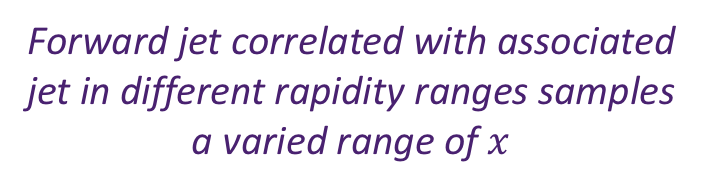 Forward jet correlated with associated
jet in different rapidity ranges samples
a varied range of x